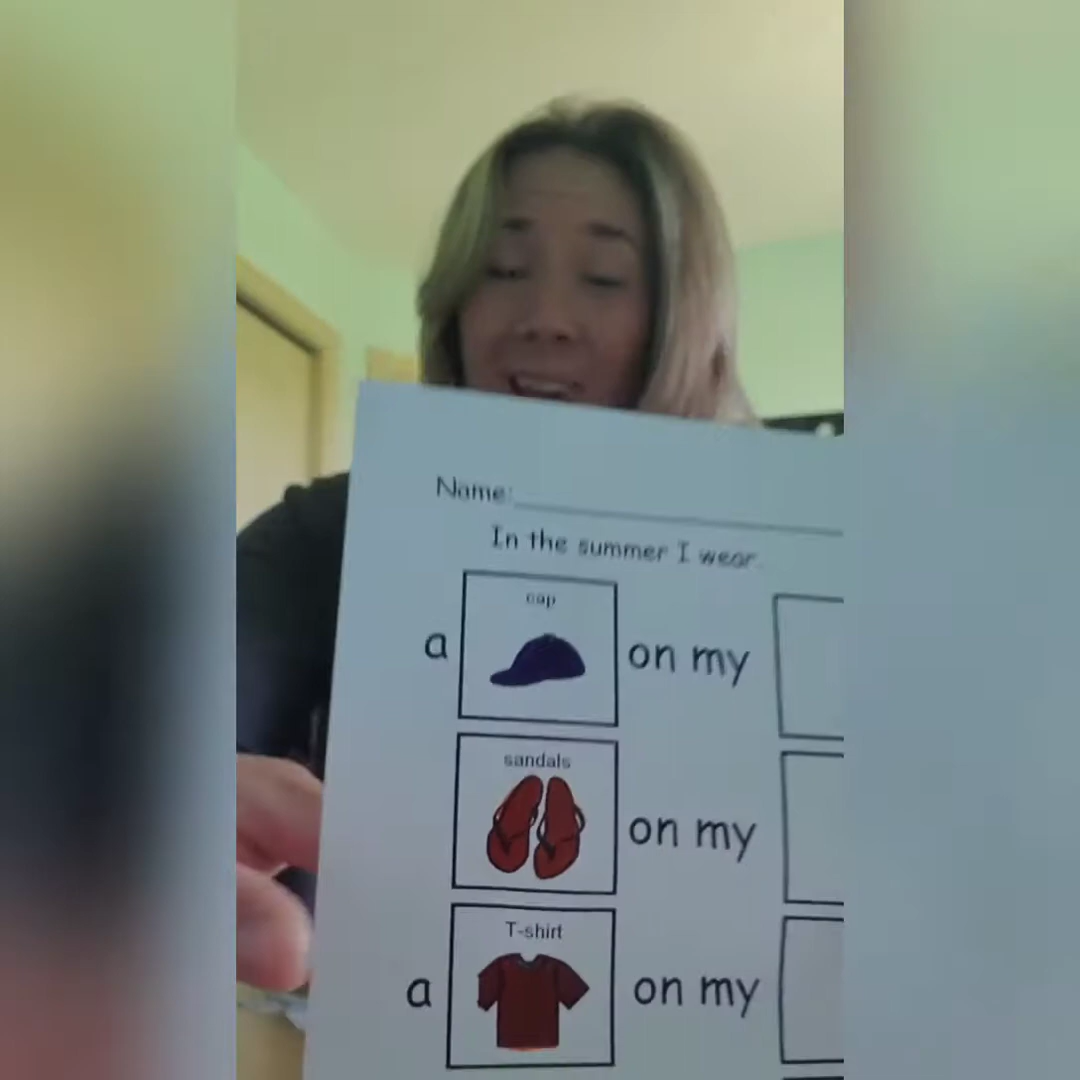 Name:
In the summer I wear.
cap
a on my
sandals
on my
T-shirt
a on my